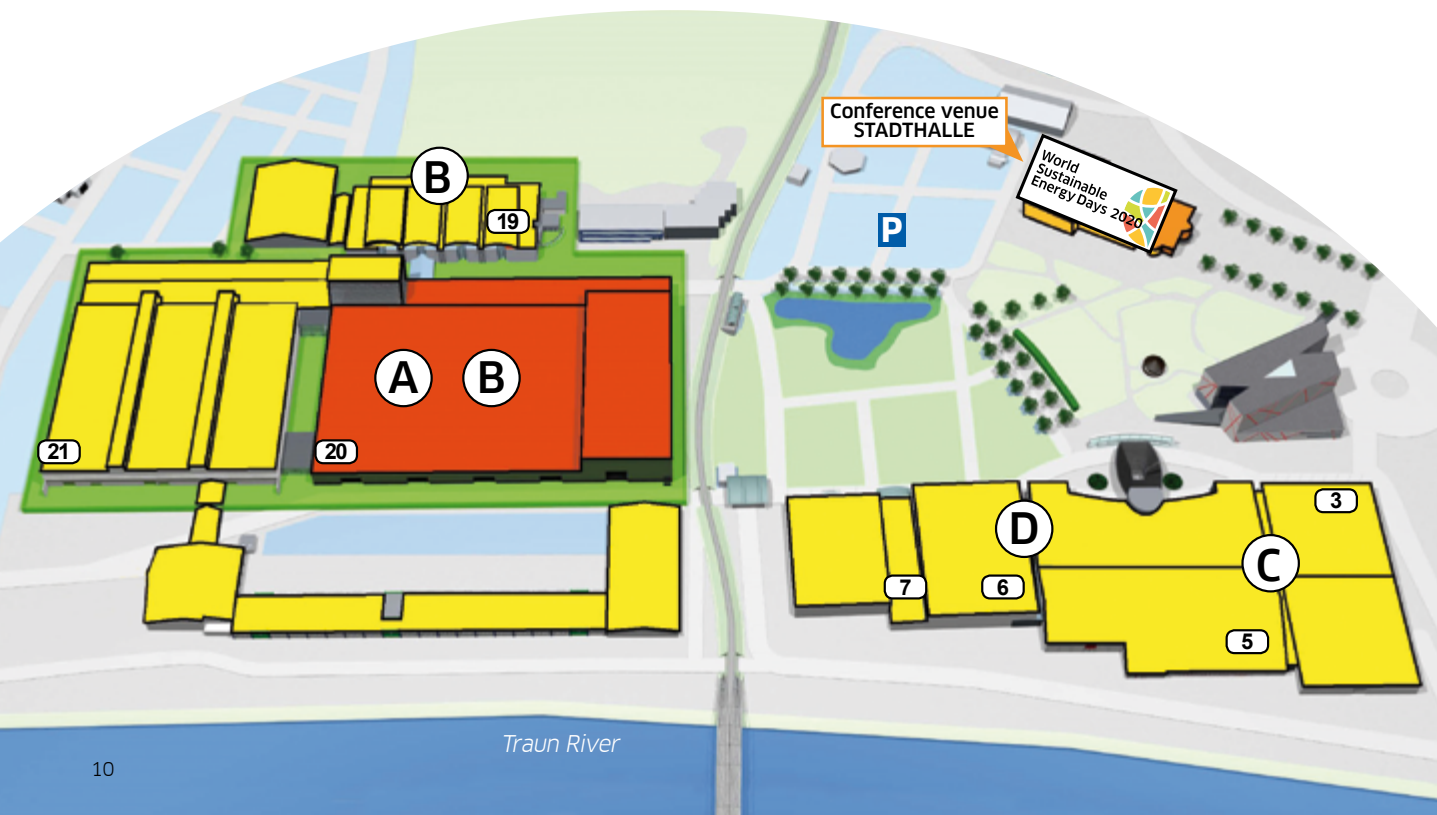 Conference venue
STADTHALLE
World
Sustainable
Energy Days 2020
B
19
P
A
B
21
20
3
D
C
7
6
5
Traun River
10